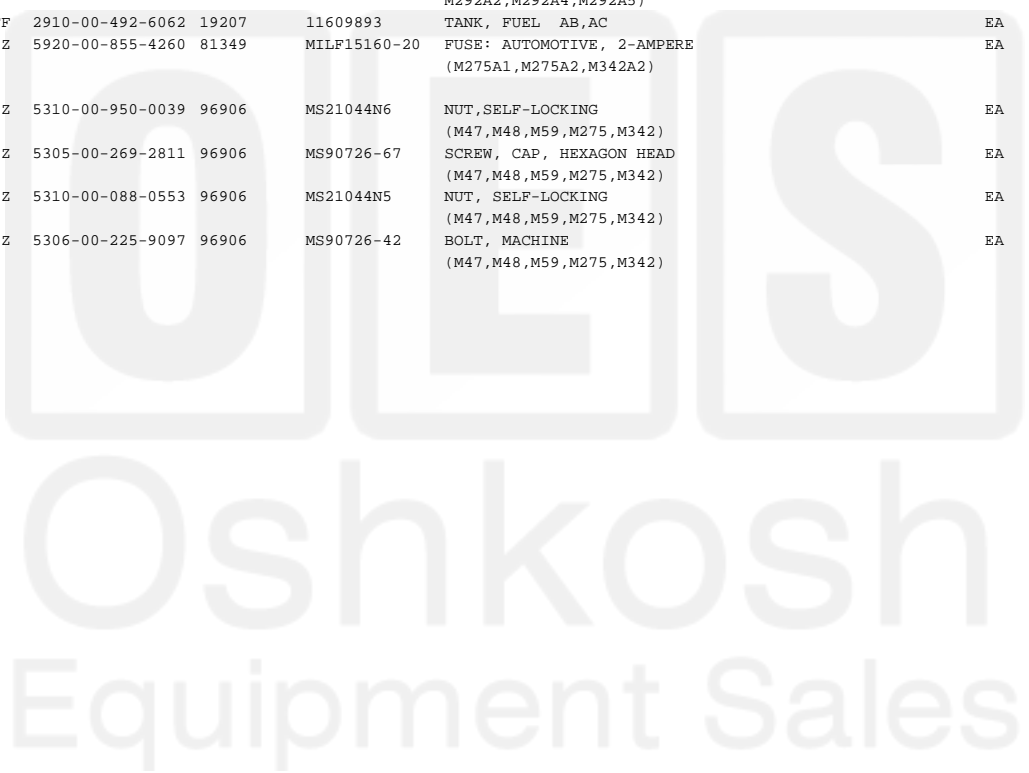 M292A2,M292A4,M292A5)
F 2910-00-492-6062 19207 11609893 TANK, FUEL AB,AC EA
Z 5920-00-855-4260 81349 MILF15160-20 FUSE: AUTOMOTIVE, 2-AMPERE EA
(M275A1,M275A2,M342A2)
Z 5310-00-950-0039 96906 MS21044N6 NUT,SELF-LOCKING EA
(M47,M48,M59,M275,M342)
Z 5305-00-269-2811 96906 MS90726-67 SCREW, CAP, HEXAGON HEAD EA
(M47,M48,M59,M275,M342)
Z 5310-00-088-0553 96906 MS21044N5 NUT, SELF-LOCKING EA
(M47,M48,M59,M275,M342)
Z 5306-00-225-9097 96906 MS90726-42 BOLT, MACHINE EA
(M47,M48,M59,M275,M342)
OES
Oshkosh
Equipment Sales